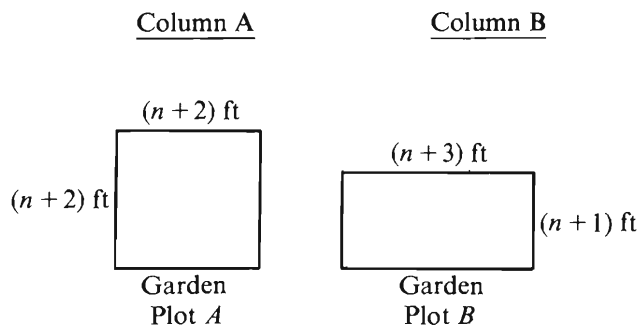 Column A
Column B
(n + 2) ft
(n + 3) ft
(n + 2) ft
(n + 1) ft
Garden
Plot A
Garden
Plot B